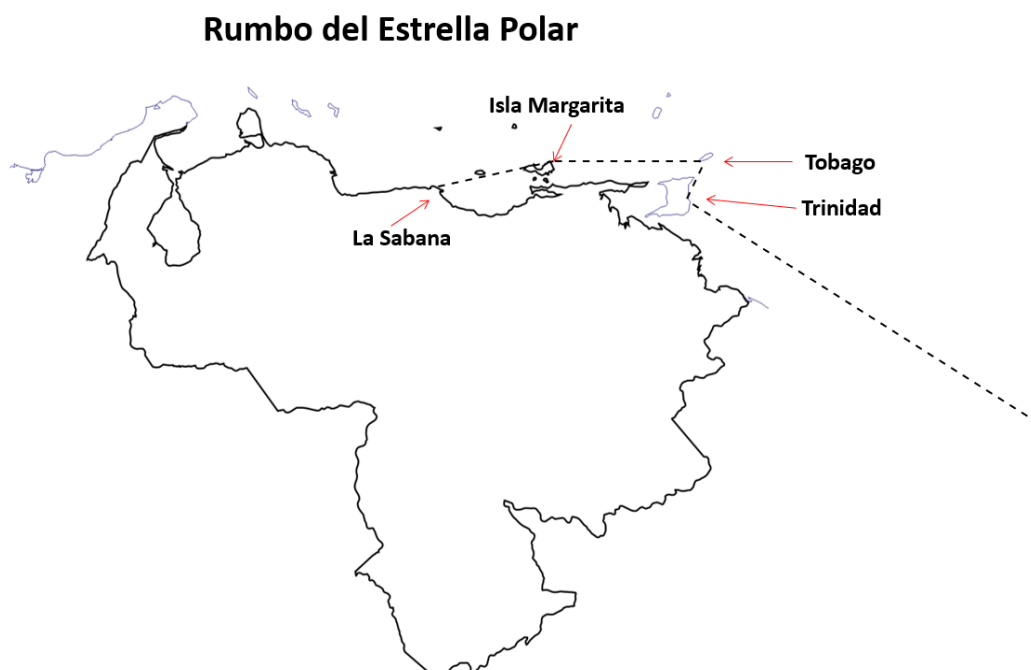 Rumbo del Estrella Polar
Isla Margarita
Tobago
Trinidad
La Sabana